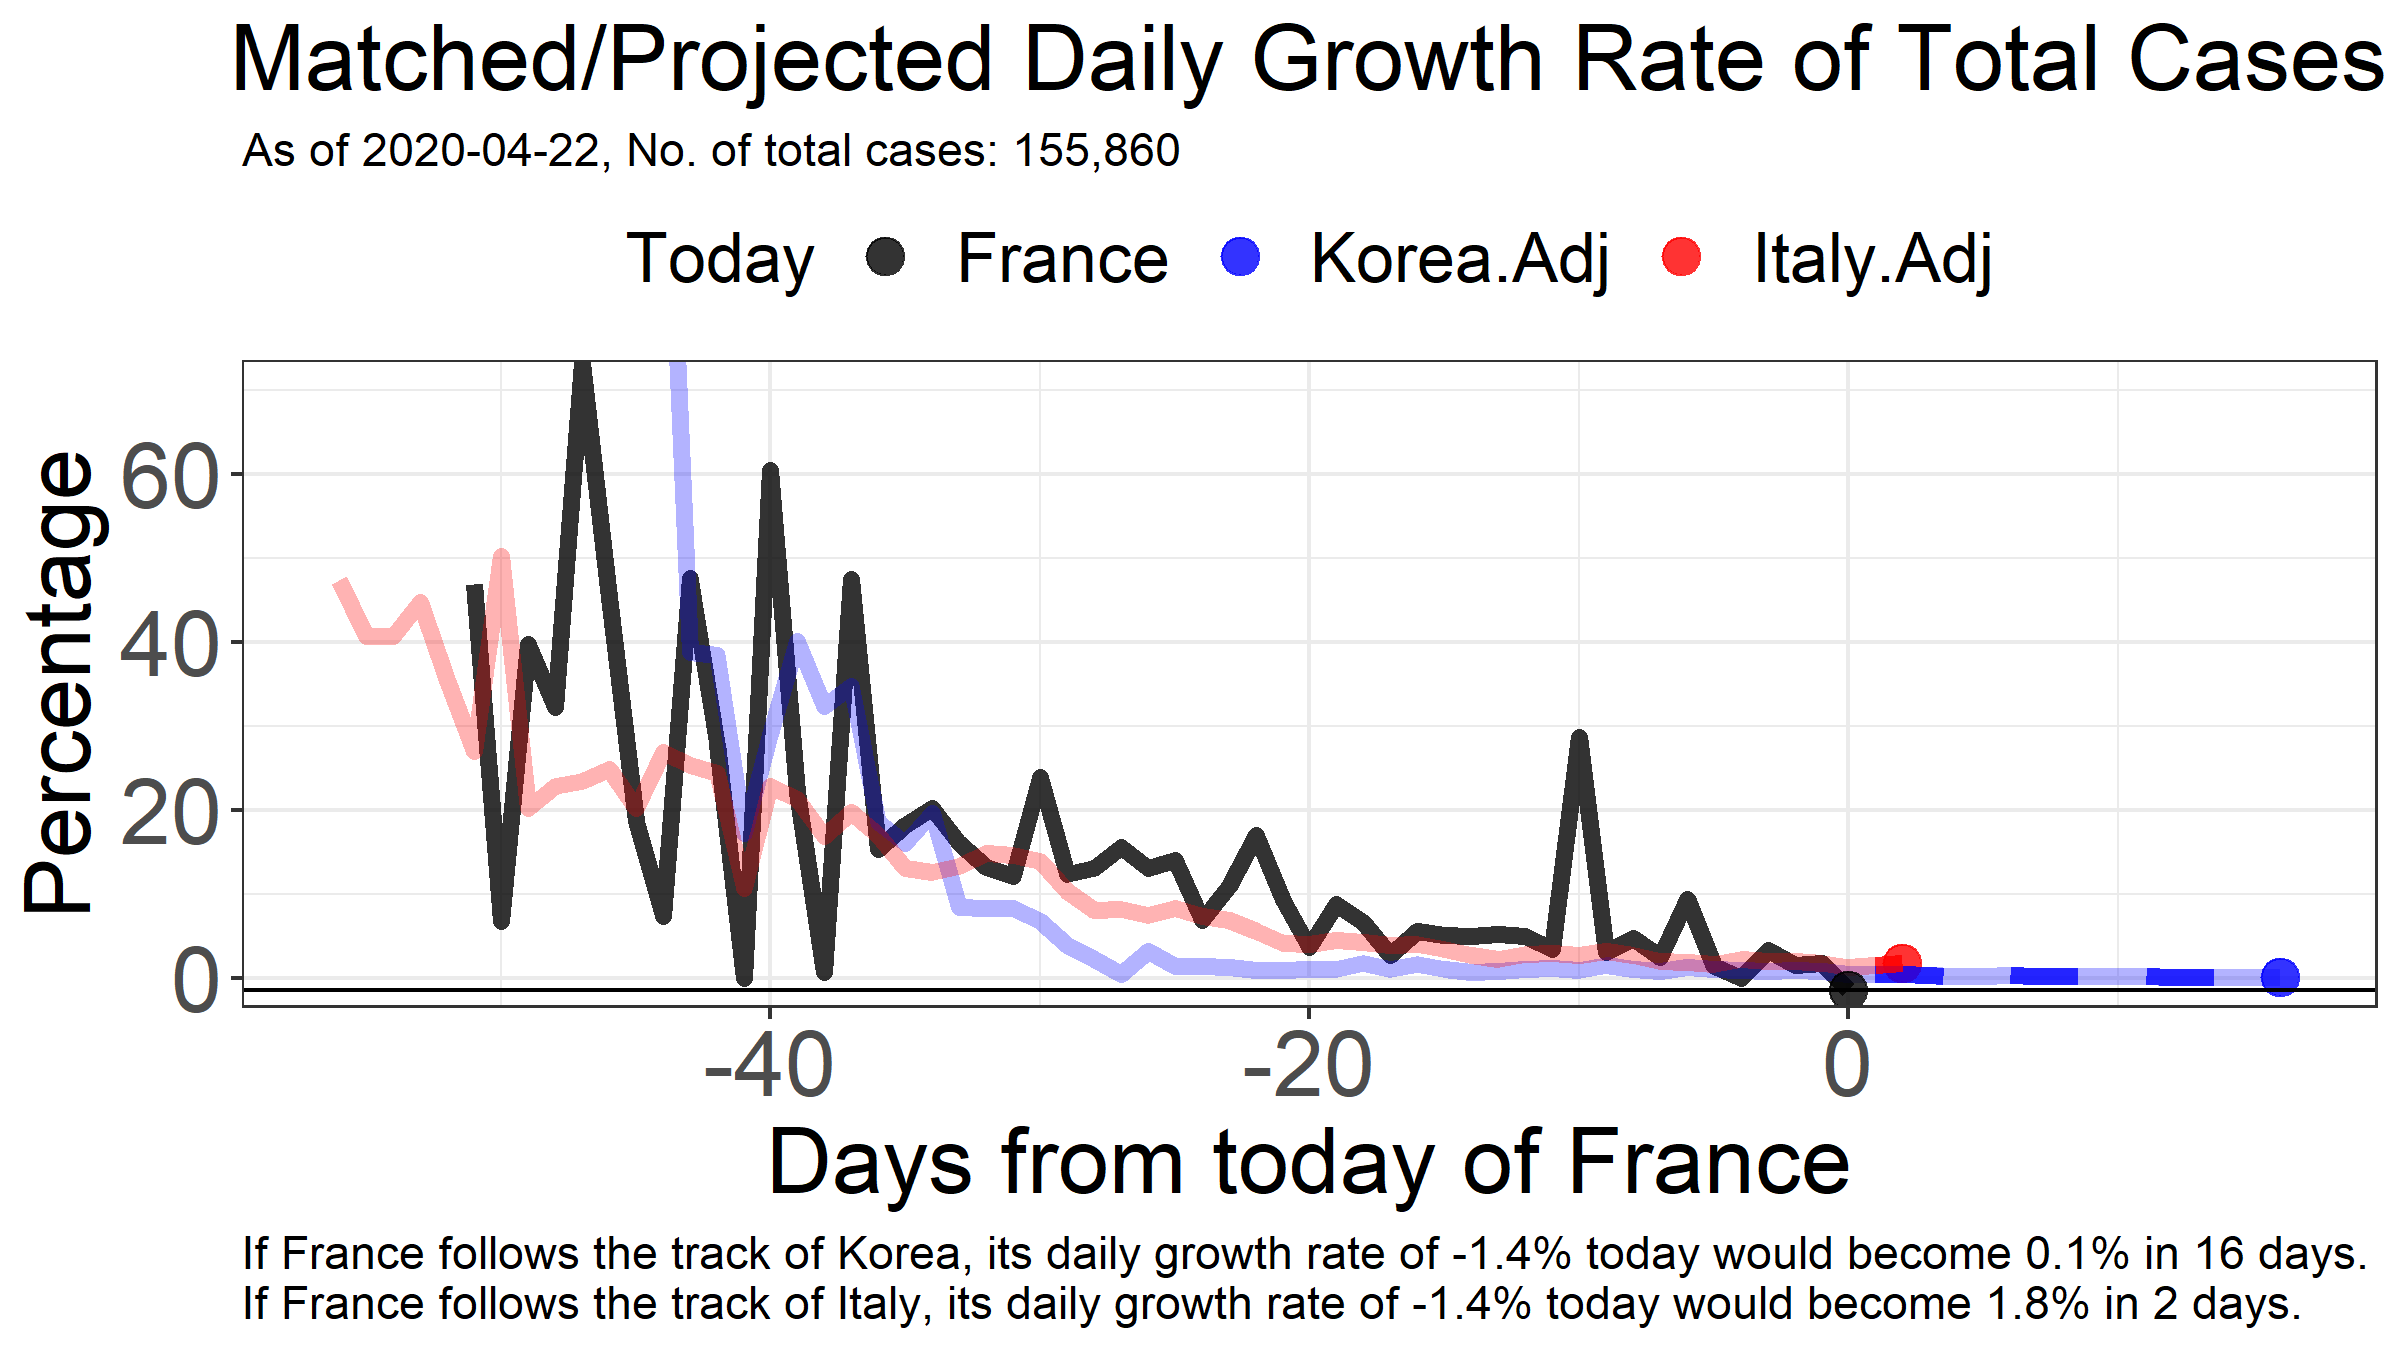 Matched/Projected Daily Growth Rate of Total Cases
As of 2020-04-22, No. of total cases: 155,860
Today France Korea.Adj Italy.Adj
Percentage
60
40
20
0
-40 -20 0
Days from today of France
If France follows the track of Korea, its daily growth rate of -1.4% today would become 0.1% in 16 days.
If France follows the track of Italy, its daily growth rate of -1.4% today would become 1.8% in 2 days.